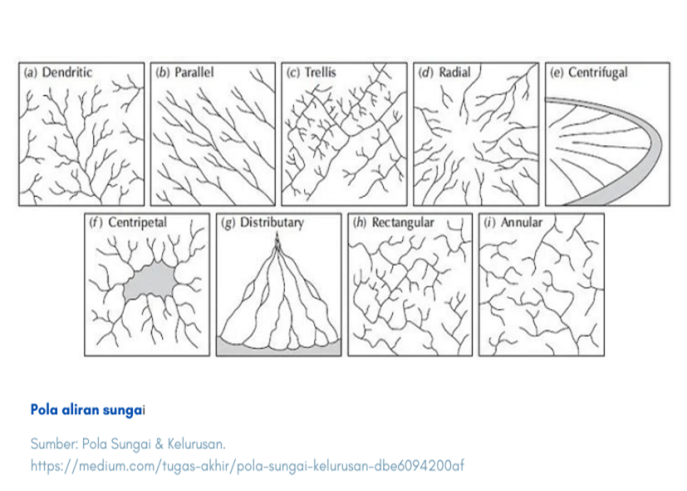 (a) Dendritic
(b) Parallel
(c) Trellis
(d) Radial
(e) Centrifugal
(f) Centripetal
(g) Distributary
(h) Rectangular
(i) Annular
Pola aliran sungai
Sumber: Pola Sungai & Kelurusan.
https://medium.com/tugas-akhir/pola-sungai-kelurusan-dbe6094200af